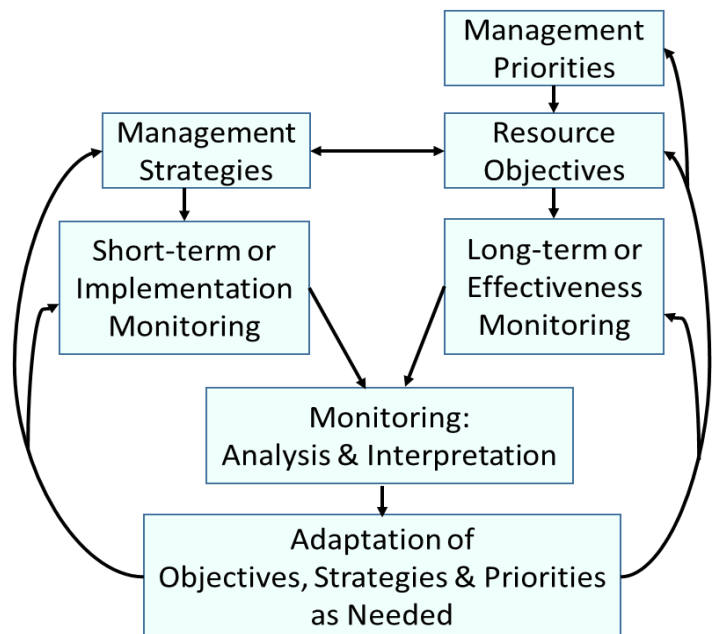 Management
Priorities
Management
Strategies
Resource
Objectives
Short-term or
Implementation
Monitoring
Long-term or
Effectiveness
Monitoring
Monitoring:
Analysis & Interpretation
Adaptation of
Objectives, Strategies & Priorities
as Needed